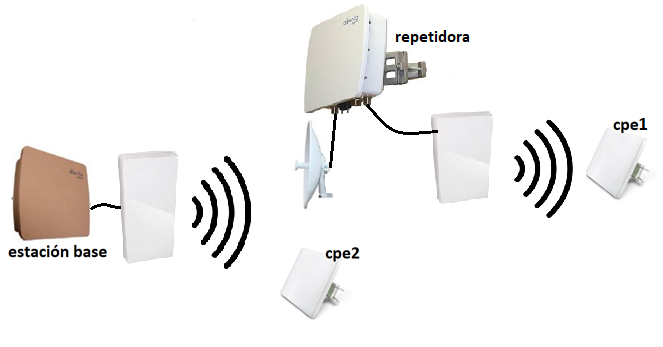 repetidora
cpe1
estación base
cpe2